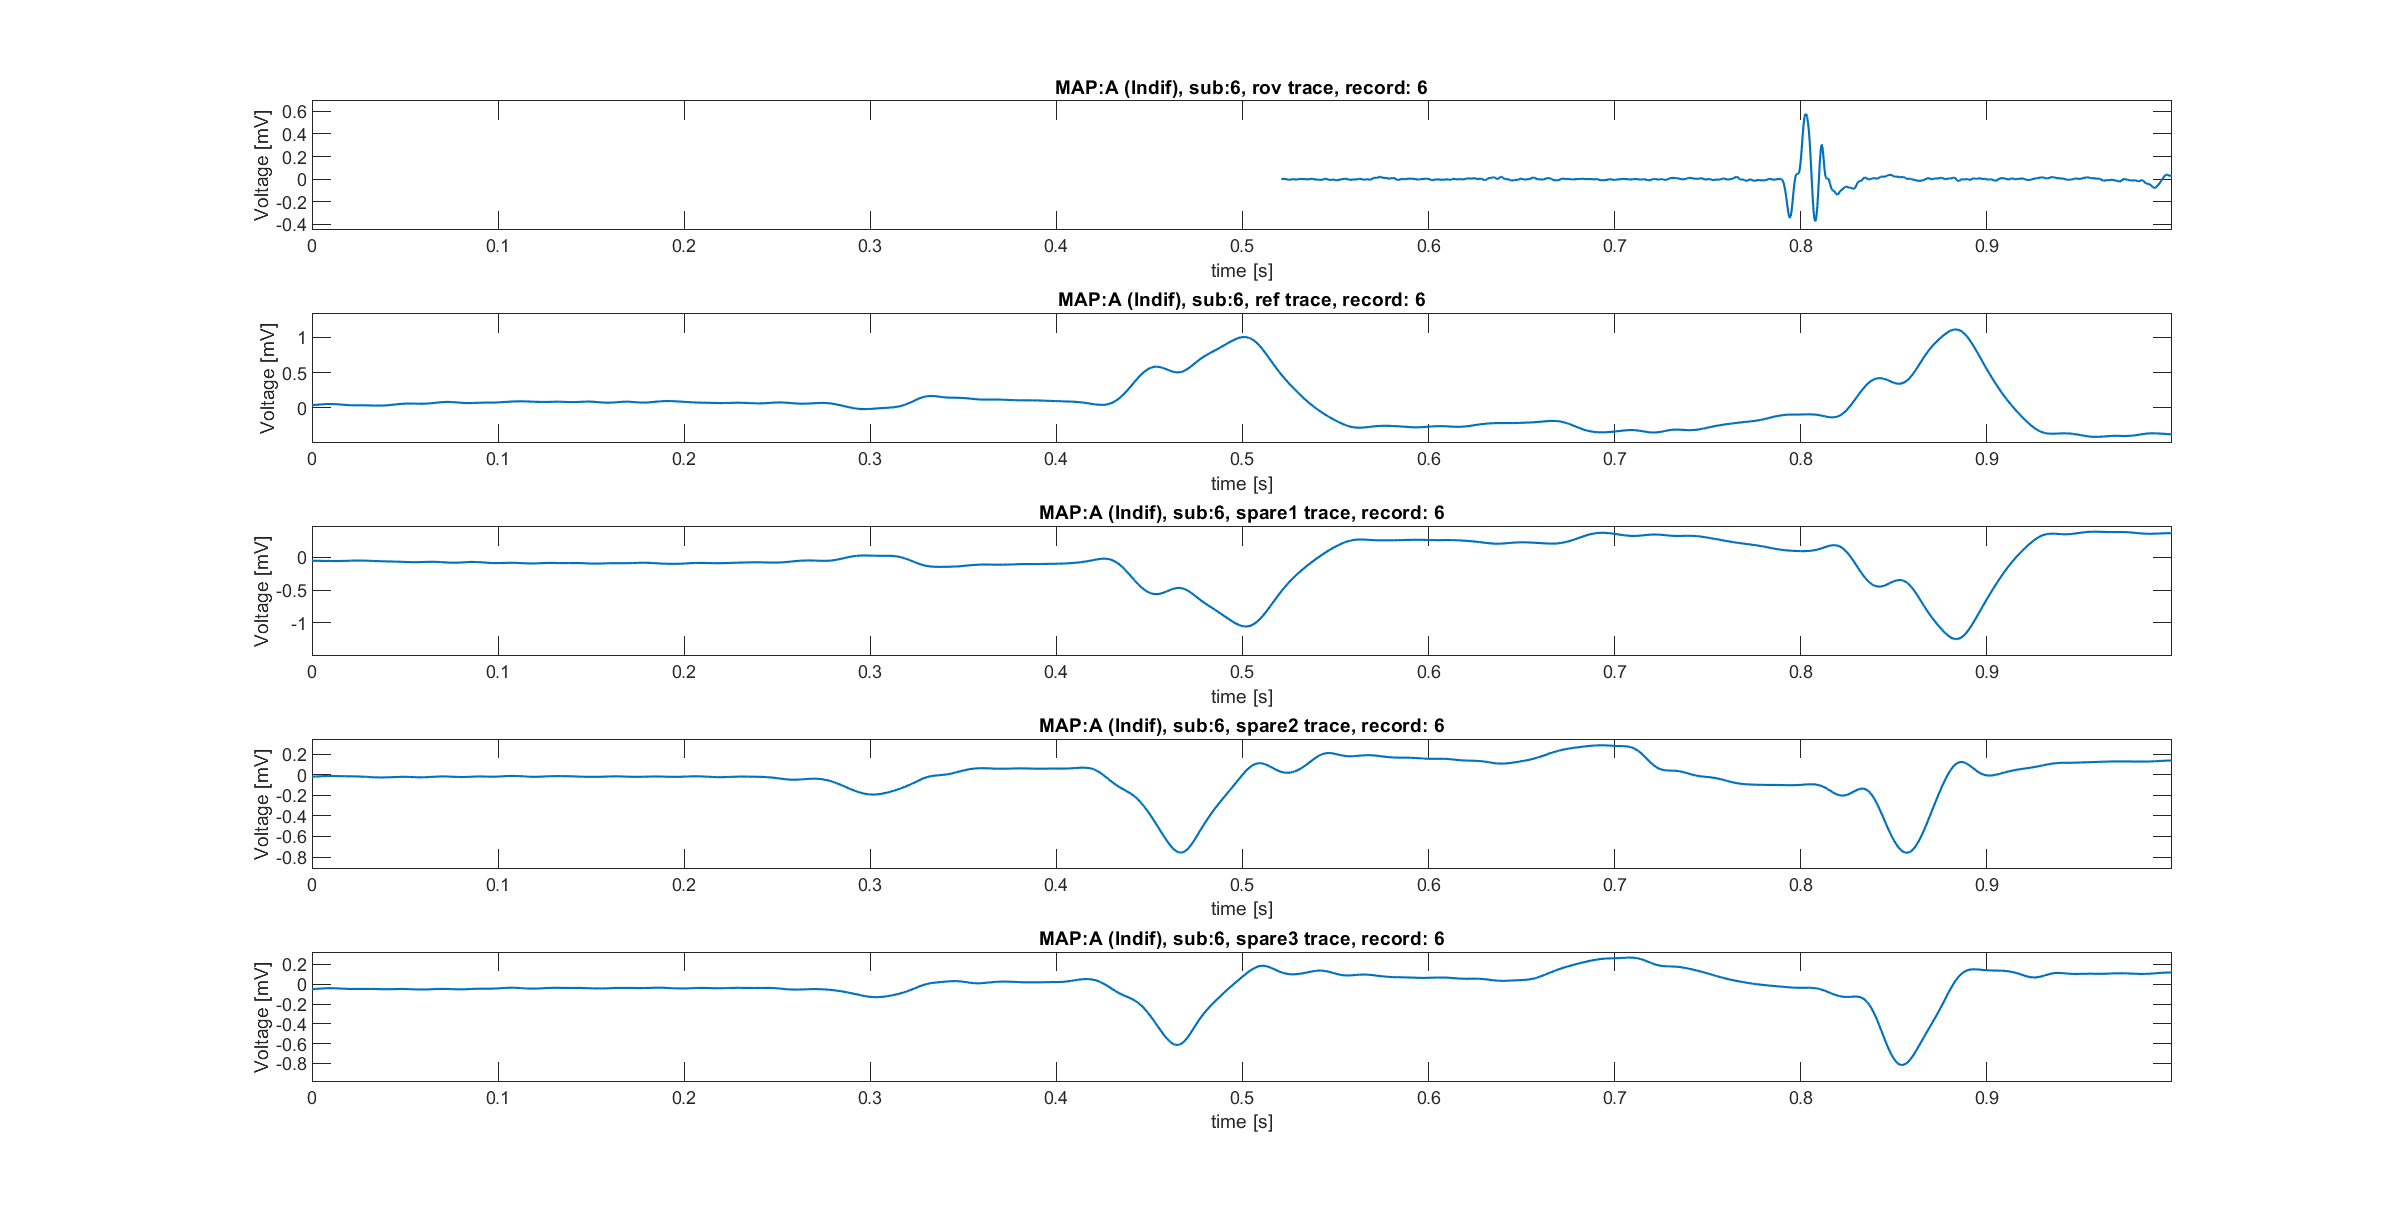 MAP:A (Indif), sub:6, rov trace, record: 6
Voltage [mV]
0.6
0.4
0.2
0
-0.2
-0.4
0 0.1 0.2 0.3 0.4 0.5 0.6 0.7 0.8 0.9
time [s]
MAP:A (Indif), sub:6, ref trace, record: 6
Voltage [mV]
1
0.5
0
0 0.1 0.2 0.3 0.4 0.5 0.6 0.7 0.8 0.9
time [s]
MAP:A (Indif), sub:6, spare1 trace, record: 6
Voltage [mV]
0
-0.5
-1
0 0.1 0.2 0.3 0.4 0.5 0.6 0.7 0.8 0.9
time [s]
MAP:A (Indif), sub:6, spare2 trace, record: 6
Voltage [mV]
0.2
0
-0.2
-0.4
-0.6
-0.8
0 0.1 0.2 0.3 0.4 0.5 0.6 0.7 0.8 0.9
time [s]
MAP:A (Indif), sub:6, spare3 trace, record: 6
Voltage [mV]
0.2
0
-0.2
-0.4
-0.6
-0.8
0 0.1 0.2 0.3 0.4 0.5 0.6 0.7 0.8 0.9
time [s]